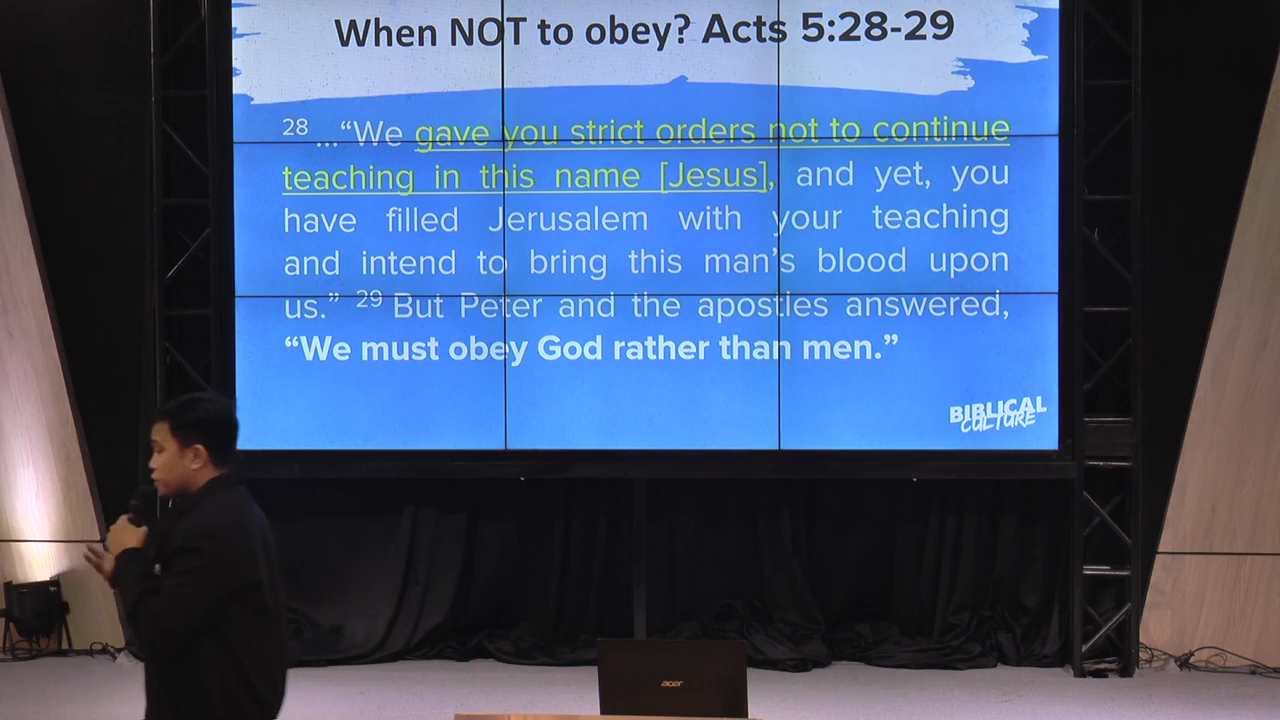 When NOT to obey? Acts 5:28-29
28 ...“We gave you strict orders not to continue
teaching in this name [Jesus], and yet, you
have filled Jerusalem with your teaching
and intend to bring this man’s blood upon
us.” 29 But Peter and the apostles answered,
“We must obey God rather than men.”
BIBLICAL
CULTURE
acer